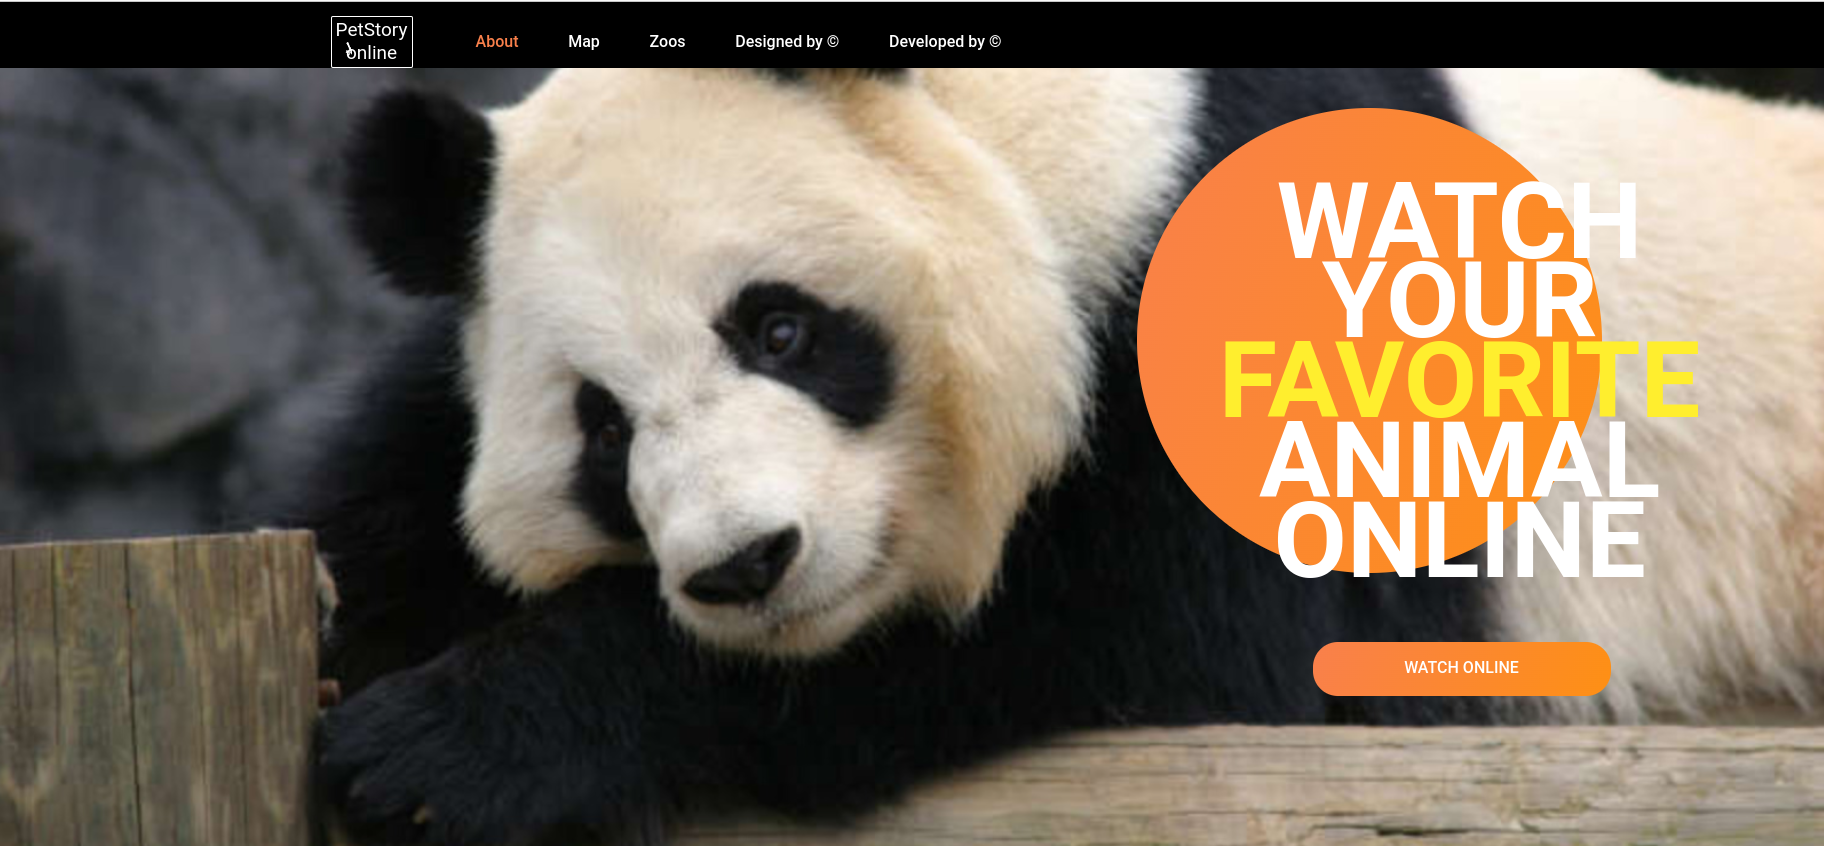 PetStory
online
About Map Zoos Designed by © Developed by ©
WATCH
YOUR
FAVORITE
ANIMAL
ONLINE
WATCH ONLINE